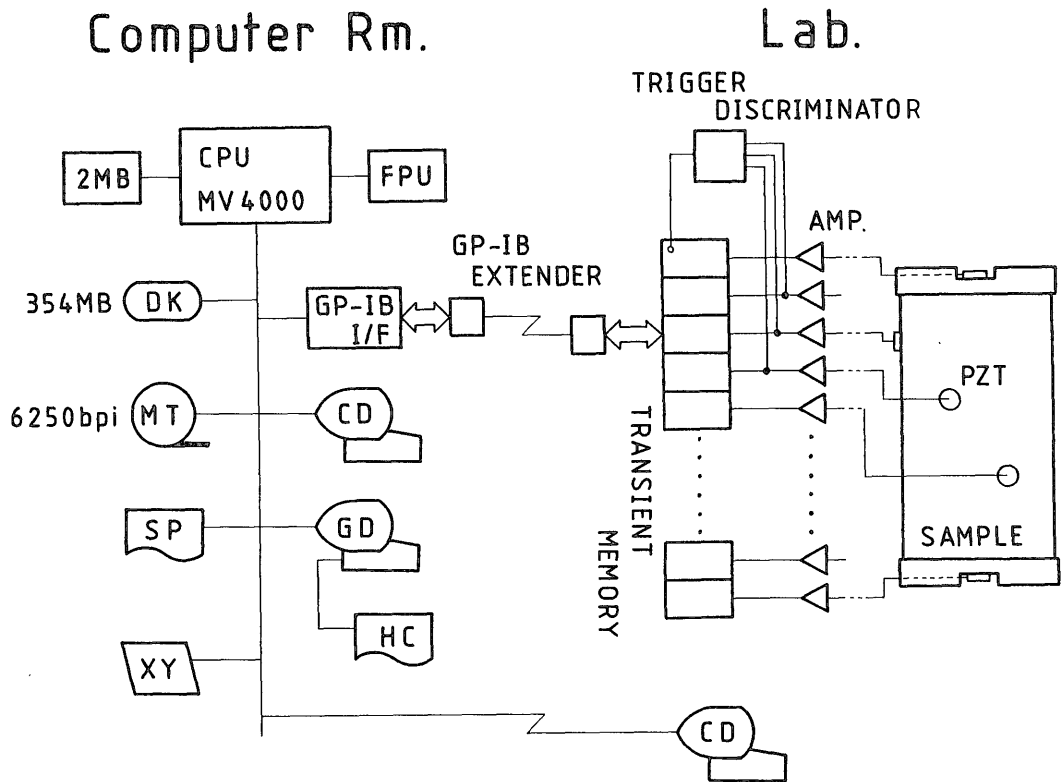 Computer Rm.
Lab.
TRIGGER
DISCRIMINATOR
CPU
MV4000
2MB
FPU
AMP.
GP-IB
EXTENDER
354MB
DK
GP-IB
I/F
PZT
6250bpi
MT
CD
TRANSIENT
MEMORY
SP
GD
SAMPLE
HC
XY
CD